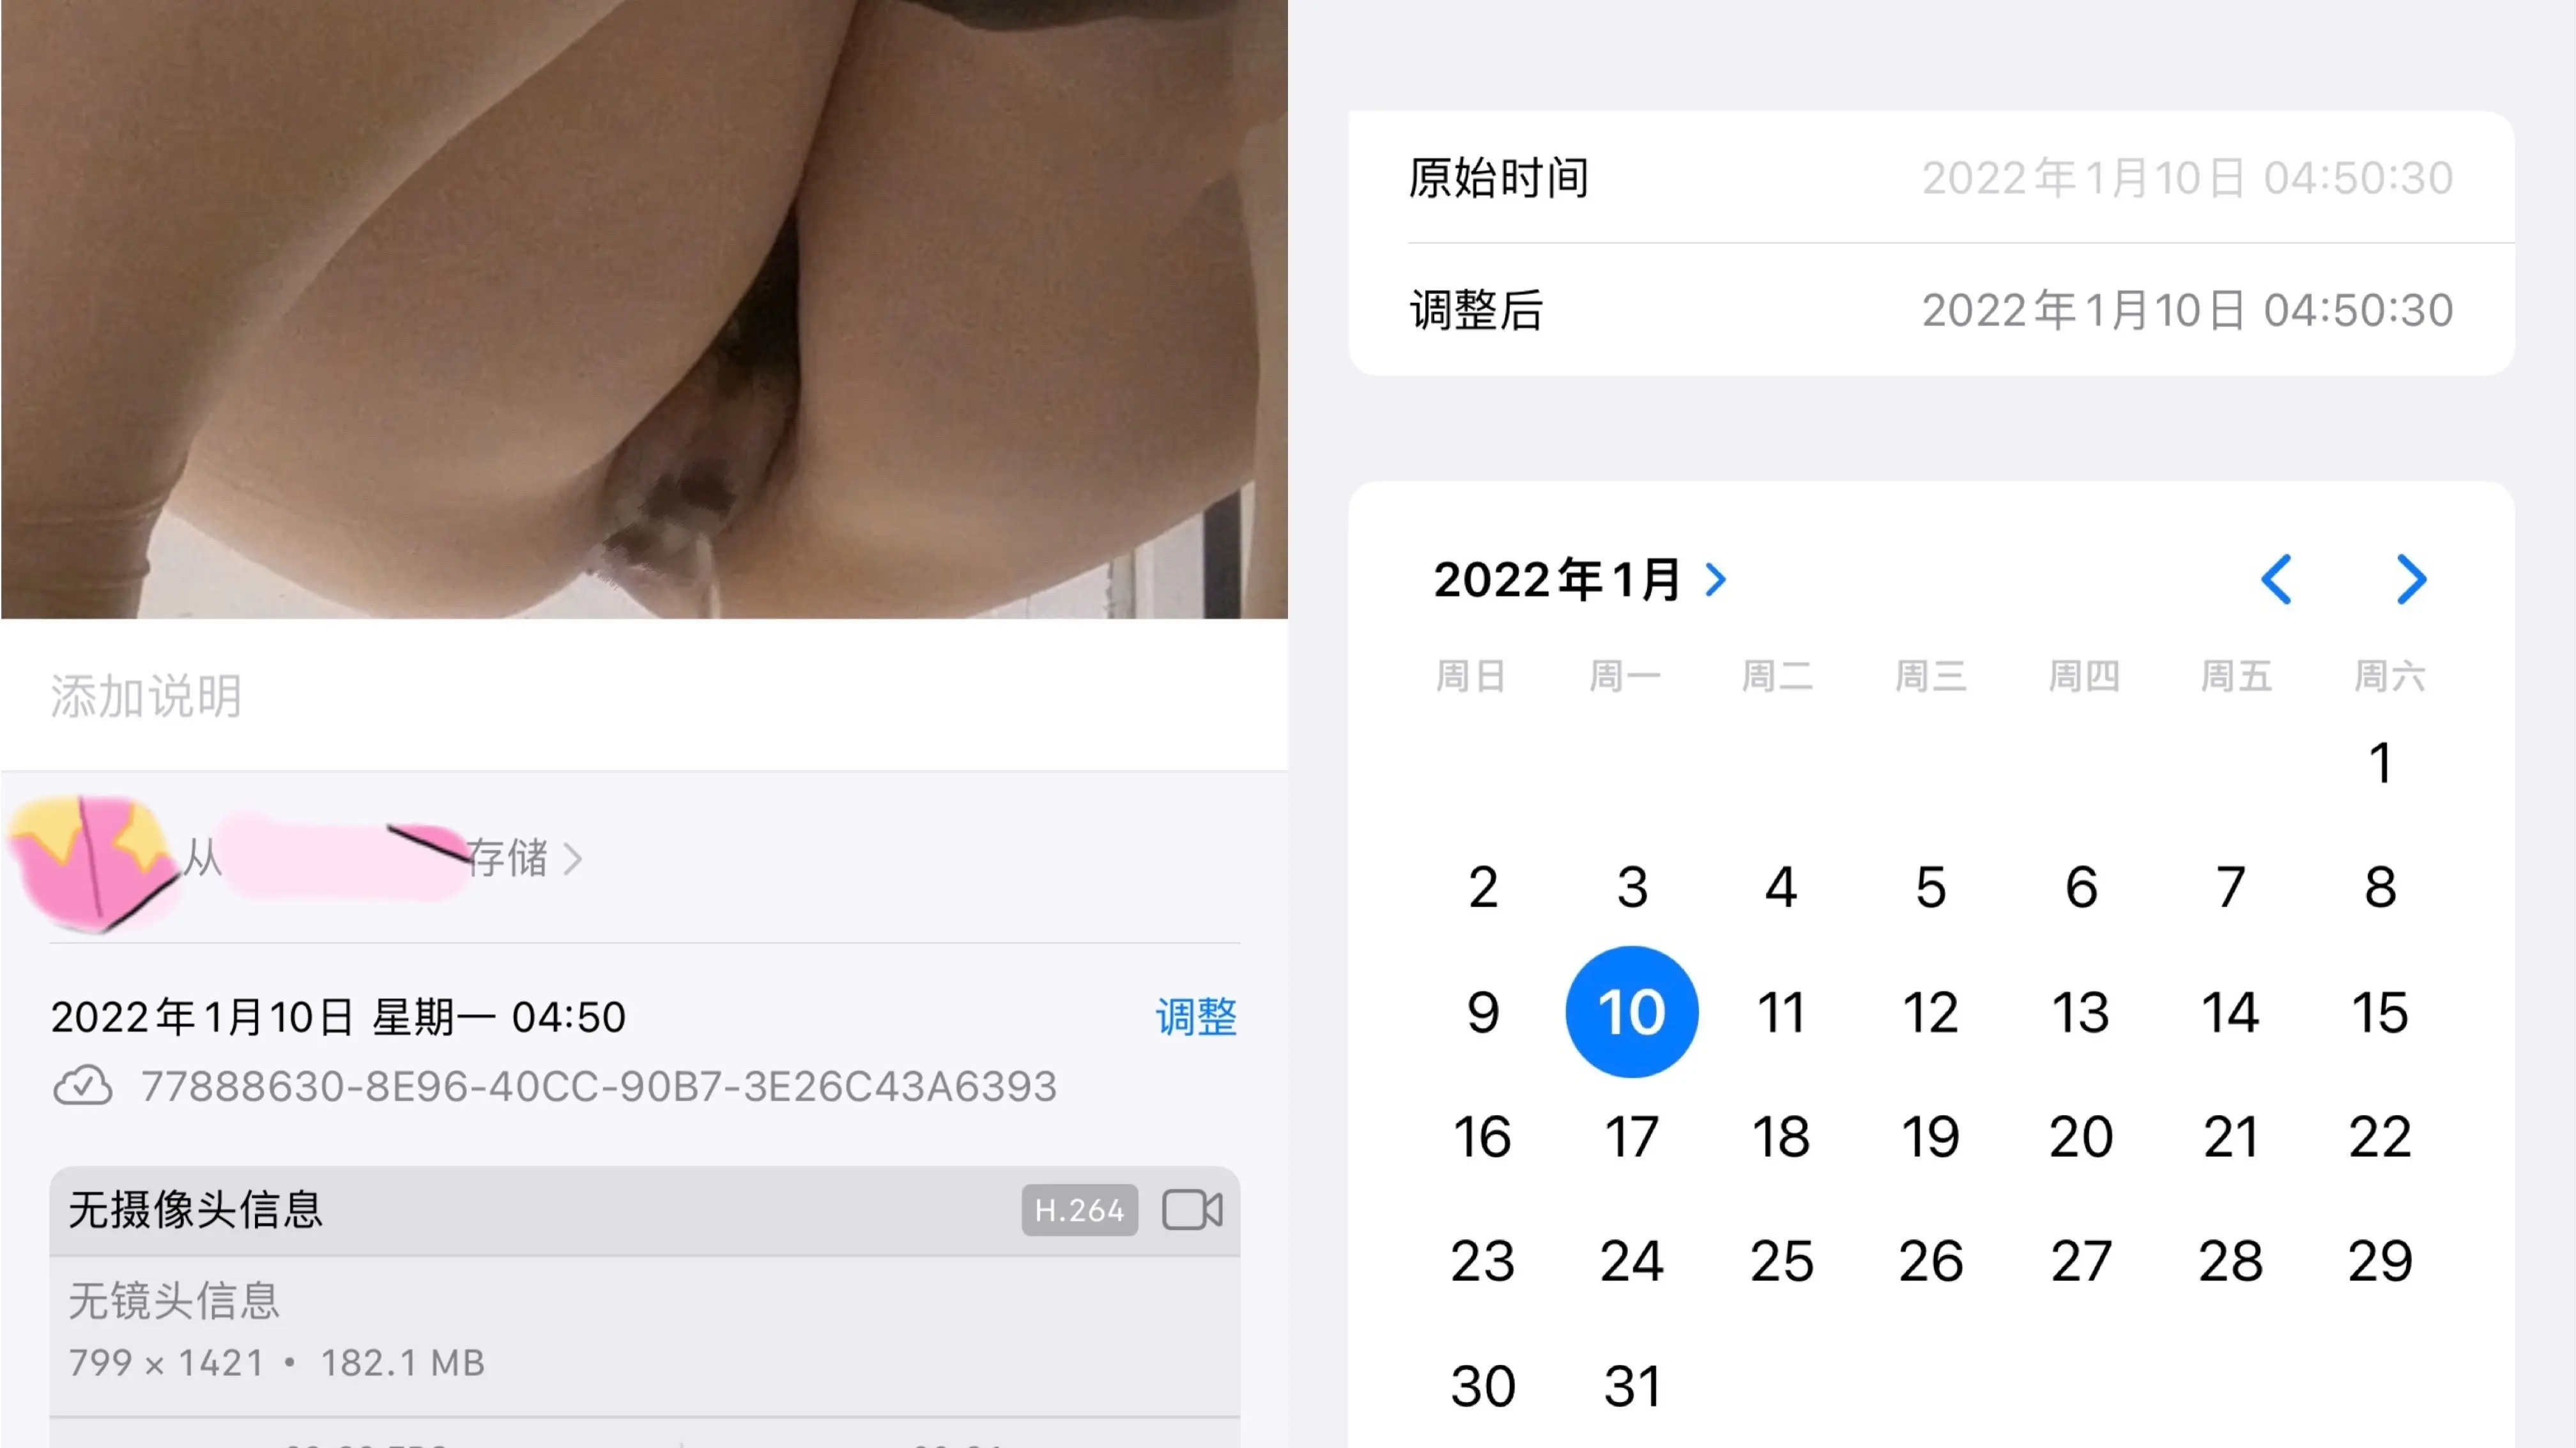 添加说明
从
存储
2022年1月10日 星期一 04:50
调整
77888630-8E96-40CC-90B7-3E26C43A6393
无摄像头信息
H.264
无镜头信息
799 × 1421 • 182.1 MB
原始时间 2022年1月10日 04:50:30
调整后 2022年1月10日 04:50:30
2022年1月
周日 周一 周二 周三 周四 周五 周六
1
2 3 4 5 6 7 8
9 10 11 12 13 14 15
16 17 18 19 20 21 22
23 24 25 26 27 28 29
30 31